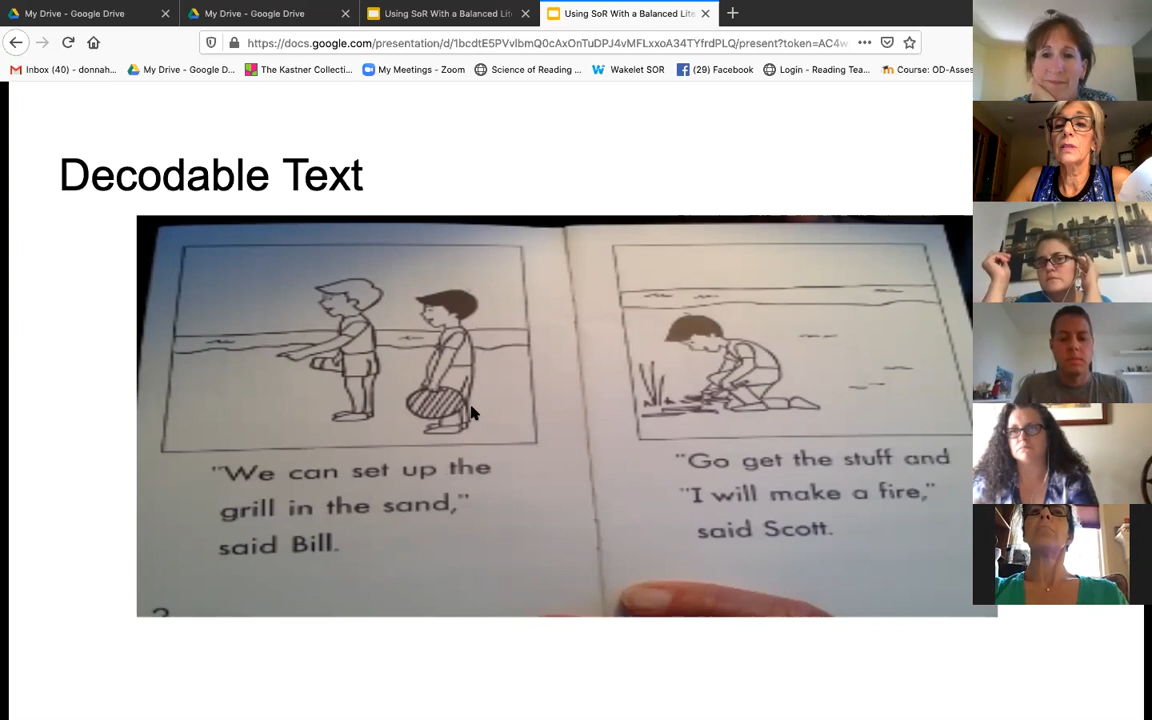 My Drive - Google Drive
My Drive - Google Drive
Using SoR With a Balanced Lit
Using SoR With a Balanced Lite
https://docs.google.com/presentation/d/1bcdtE5PVvlbmQ0cAxOnTuDPJ4vMFLxxoA34TYfrdPLQ/present?token=AC4w
Inbox (40) - donnah...
My Drive - Google D...
The Kastner Collecti...
My Meetings - Zoom
Science of Reading ...
Wakelet SOR
(29) Facebook
Login - Reading Tea...
Course: OD-Asses
Decodable Text
"We can set up the
grill in the sand,"
said Bill.
"Go get the stuff and
"I will make a fire,"
said Scott.